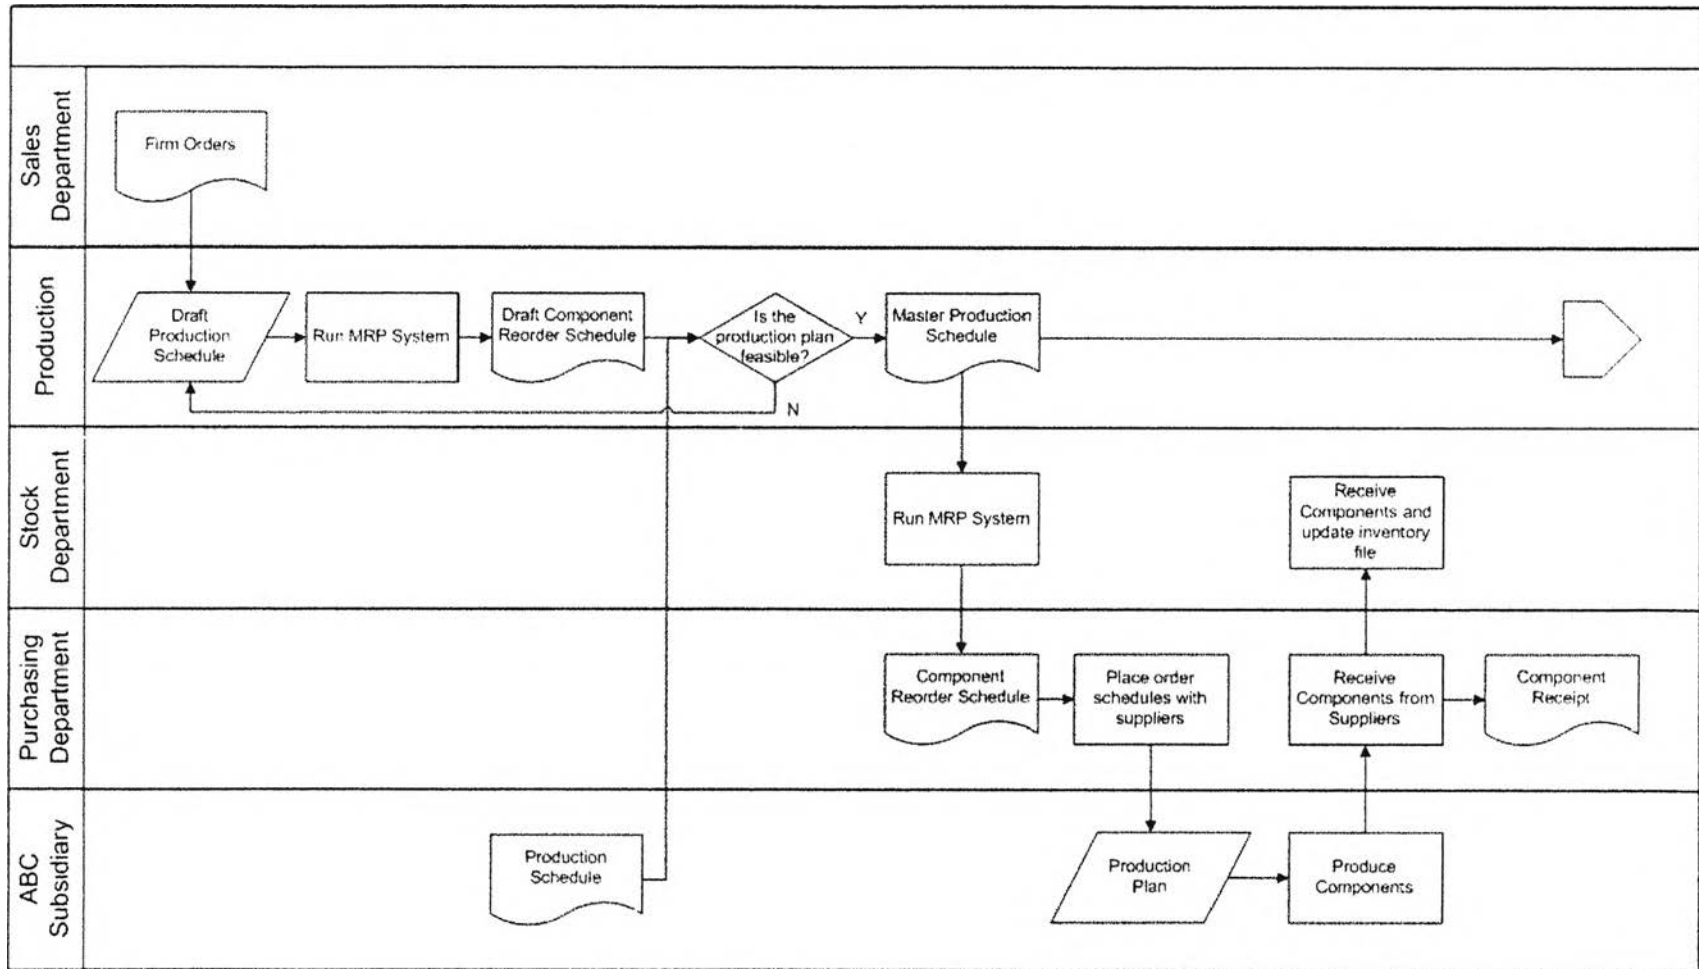 Sales
Department
Firm Orders
Production
Draft
Production
Schedule
Run MRP System
Draft Component
Reorder Schedule
Is the
production plan
feasible?
Y
N
Master Production
Schedule
Stock
Department
Run MRP System
Receive
Components and
update inventory
file
Purchasing
Department
Component
Reorder Schedule
Place order
schedules with
suppliers
Receive
Components from
Suppliers
Component
Receipt
ABC
Subsidiary
Production
Schedule
Production
Plan
Produce
Components